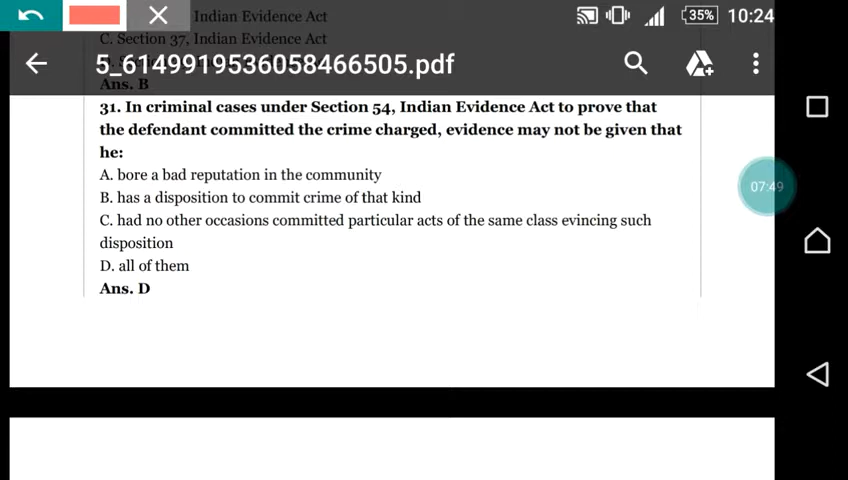 Indian Evidence Act
35%
10:24
C. Section 37, Indian Evidence Act
5_6149919536058466505.pdf
Ans. B
31. In criminal cases under Section 54, Indian Evidence Act to prove that
the defendant committed the crime charged, evidence may not be given that
he:
A. bore a bad reputation in the community
07:49
B. has a disposition to commit crime of that kind
C. had no other occasions committed particular acts of the same class evincing such
disposition
D. all of them
Ans. D